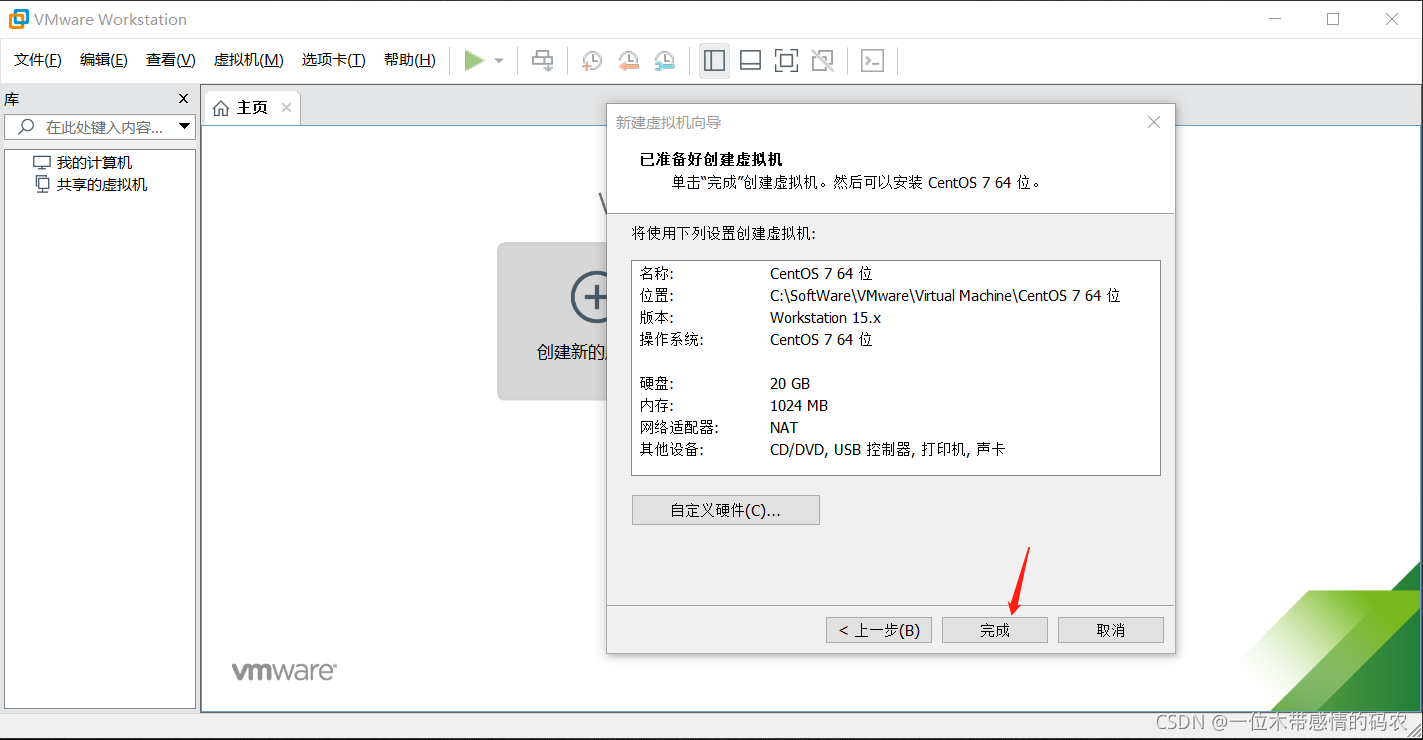 VMware Workstation
文件(F) 编辑(E) 查看(V) 虚拟机(M) 选项卡(T) 帮助(H)
库
在此处键入内容...
我的计算机
共享的虚拟机
主页
创建新的
新建虚拟机向导
已准备好创建虚拟机
单击“完成”创建虚拟机。然后可以安装 CentOS 7 64 位。
将使用下列设置创建虚拟机:
名称: CentOS 7 64 位
位置: C:\SoftWare\VMware\Virtual Machine\CentOS 7 64 位
版本: Workstation 15.x
操作系统: CentOS 7 64 位
硬盘: 20 GB
内存: 1024 MB
网络适配器: NAT
其他设备: CD/DVD, USB 控制器, 打印机, 声卡
自定义硬件(C)...
< 上一步(B) 完成 取消
vmware®
CSDN @一位木带感情的码农